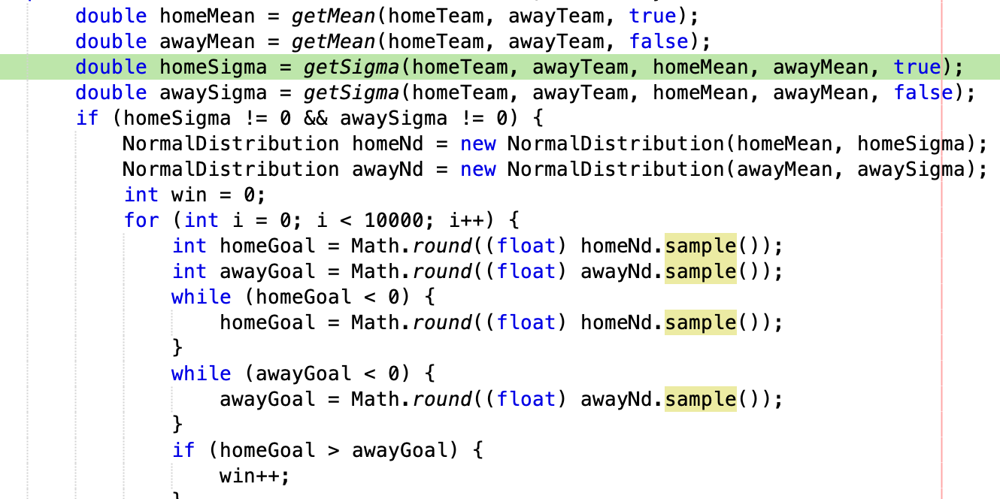 double homeMean = getMean(homeTeam, awayTeam, true);
double awayMean = getMean(homeTeam, awayTeam, false);
double homeSigma = getSigma(homeTeam, awayTeam, homeMean, awayMean, true);
double awaySigma = getSigma(homeTeam, awayTeam, homeMean, awayMean, false);
if (homeSigma != 0 && awaySigma != 0) {
NormalDistribution homeNd = new NormalDistribution(homeMean, homeSigma);
NormalDistribution awayNd = new NormalDistribution(awayMean, awaySigma);
int win = 0;
for (int i = 0; i < 10000; i++) {
int homeGoal = Math.round((float) homeNd.sample());
int awayGoal = Math.round((float) awayNd.sample());
while (homeGoal < 0) {
homeGoal = Math.round((float) homeNd.sample());
}
while (awayGoal < 0) {
awayGoal = Math.round((float) awayNd.sample());
}
if (homeGoal > awayGoal) {
win++;